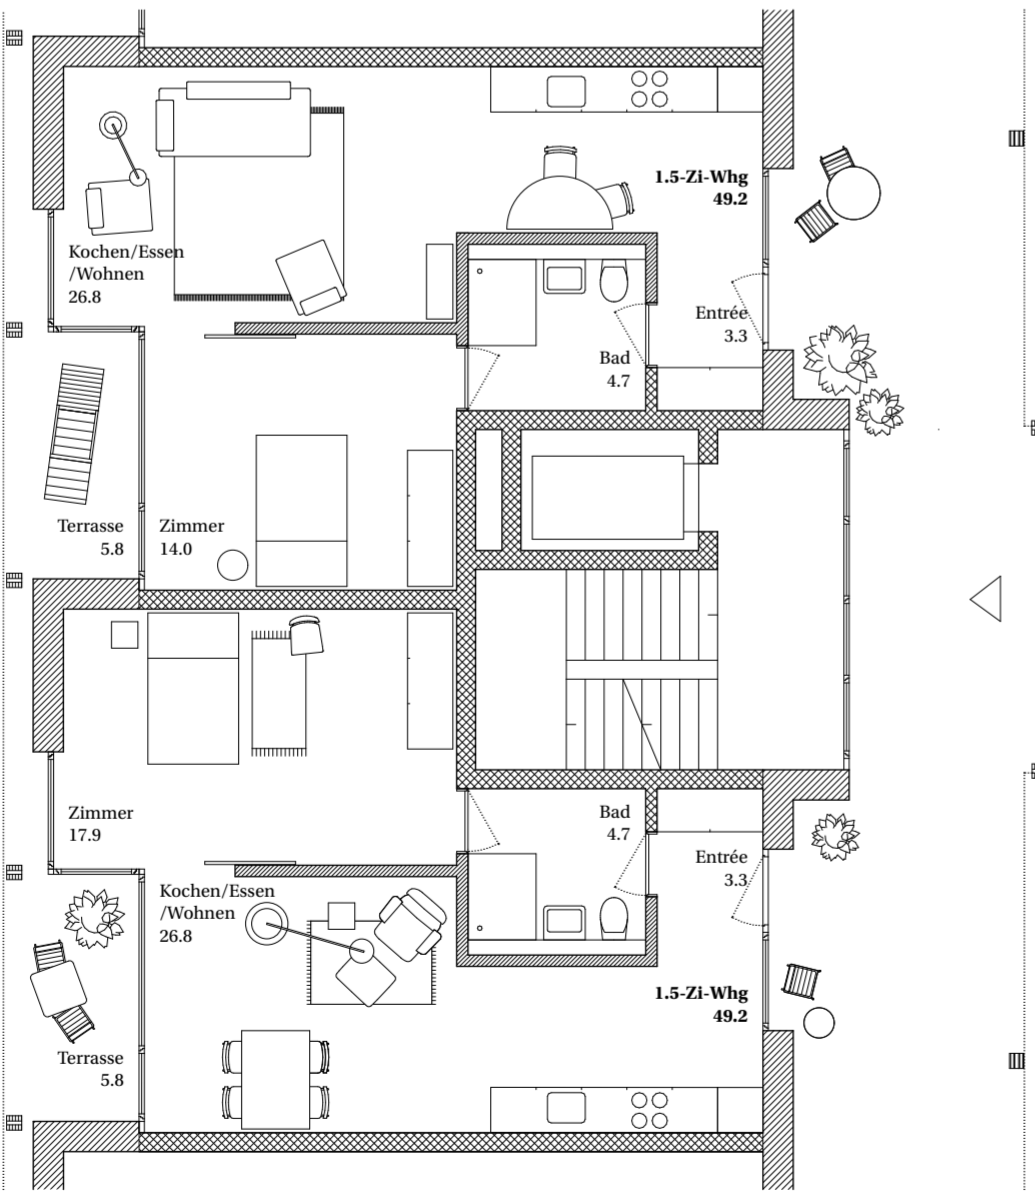 1.5-Zi-Whg
49.2
Kochen/Essen
/Wohnen
26.8
Entrée
3.3
Bad
4.7
Terrasse
5.8
Zimmer
14.0
Zimmer
17.9
Bad
4.7
Entrée
3.3
Kochen/Essen
/Wohnen
26.8
1.5-Zi-Whg
49.2
Terrasse
5.8